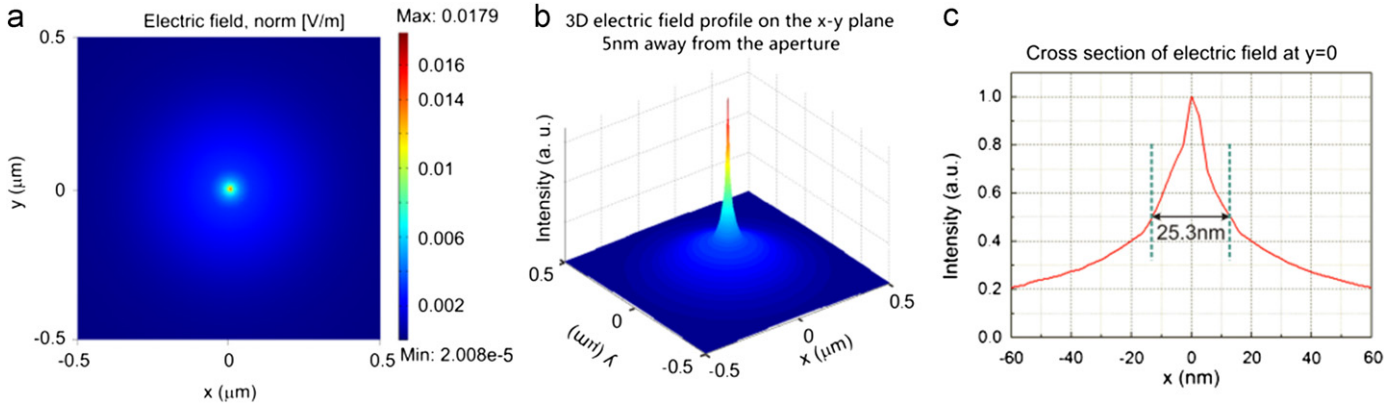 a
Electric field, norm [V/m]
Max: 0.0179
0.5
0
-0.5
y (μm)
-0.5
0
0.5
x (μm)
0.016
0.014
0.01
0.006
0.002
Min: 2.008e-5
b
3D electric field profile on the x-y plane
5nm away from the aperture
Intensity (a. u.)
0.5
0
-0.5
y (μm)
-0.5
0
0.5
x (μm)
c
Cross section of electric field at y=0
Intensity (a.u.)
1.0
0.8
0.6
0.4
0.2
0.0
25.3nm
-60
-40
-20
0
20
40
60
x (nm)